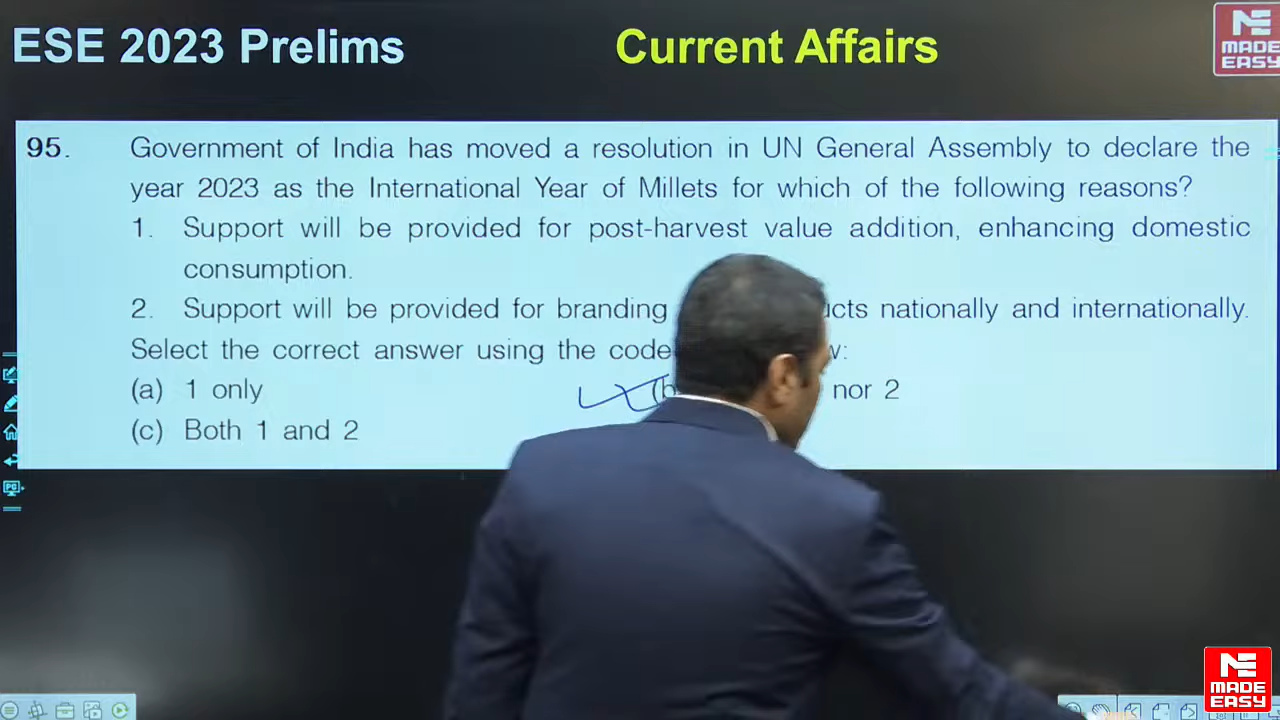 ESE 2023 Prelims
Current Affairs
MADE
EASY
95. Government of India has moved a resolution in UN General Assembly to declare the
year 2023 as the International Year of Millets for which of the following reasons?
1. Support will be provided for post-harvest value addition, enhancing domestic
consumption.
2. Support will be provided for branding nationally and internationally.
Select the correct answer using the
(a) 1 only nor 2
(c) Both 1 and 2
MADE
EASY